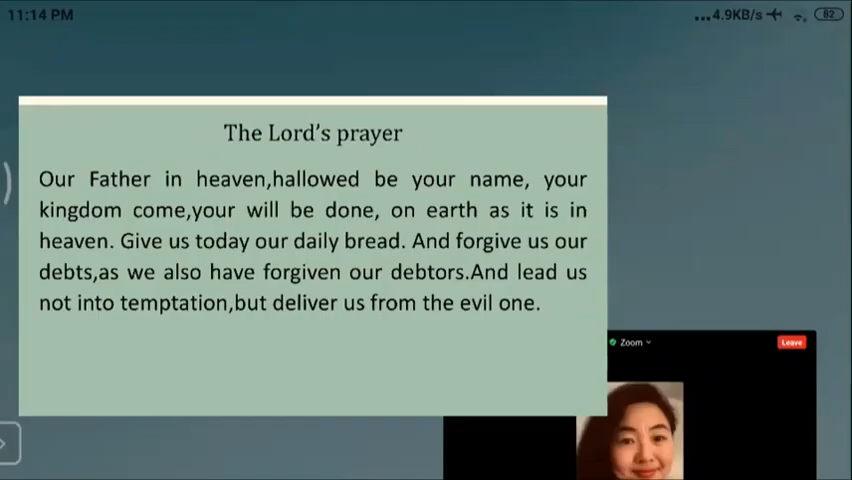 11:14 PM
...4.9KB/s
82
The Lord's prayer
Our Father in heaven,hallowed be your name, your
kingdom come,your will be done, on earth as it is in
heaven. Give us today our daily bread. And forgive us our
debts,as we also have forgiven our debtors.And lead us
not into temptation,but deliver us from the evil one.
Zoom
Leave